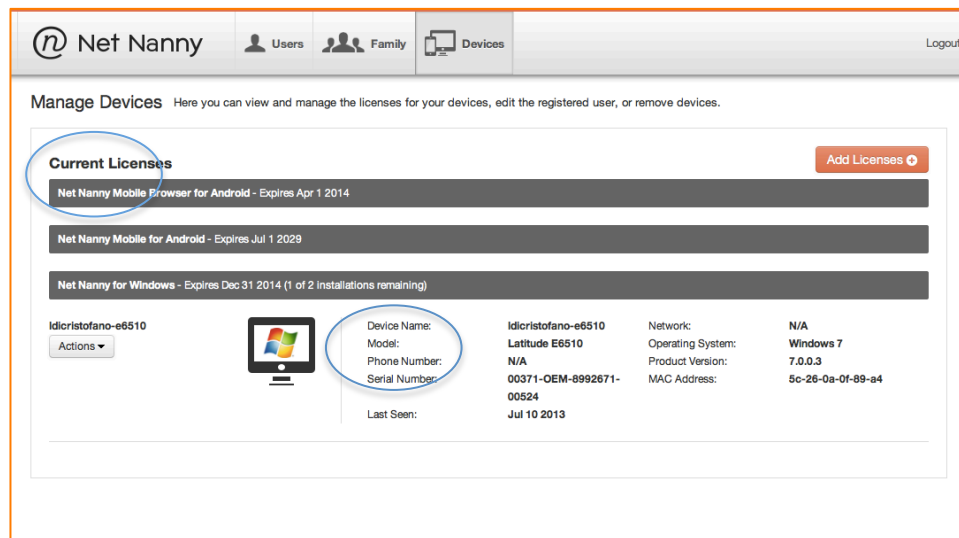 Net Nanny Users Family Devices Logout
Manage Devices Here you can view and manage the licenses for your devices, edit the registered user, or remove devices.
Current Licenses Add Licenses
Net Nanny Mobile Browser for Android - Expires Apr 1 2014
Net Nanny Mobile for Android - Expires Jul 1 2029
Net Nanny for Windows - Expires Dec 31 2014 (1 of 2 installations remaining)
ldicristofano-e6510
Actions
Device Name: ldicristofano-e6510 Network: N/A
Model: Latitude E6510 Operating System: Windows 7
Phone Number: N/A Product Version: 7.0.0.3
Serial Number: 00371-OEM-8992671- MAC Address: 5c-26-0a-0f-89-a4
00524
Last Seen: Jul 10 2013